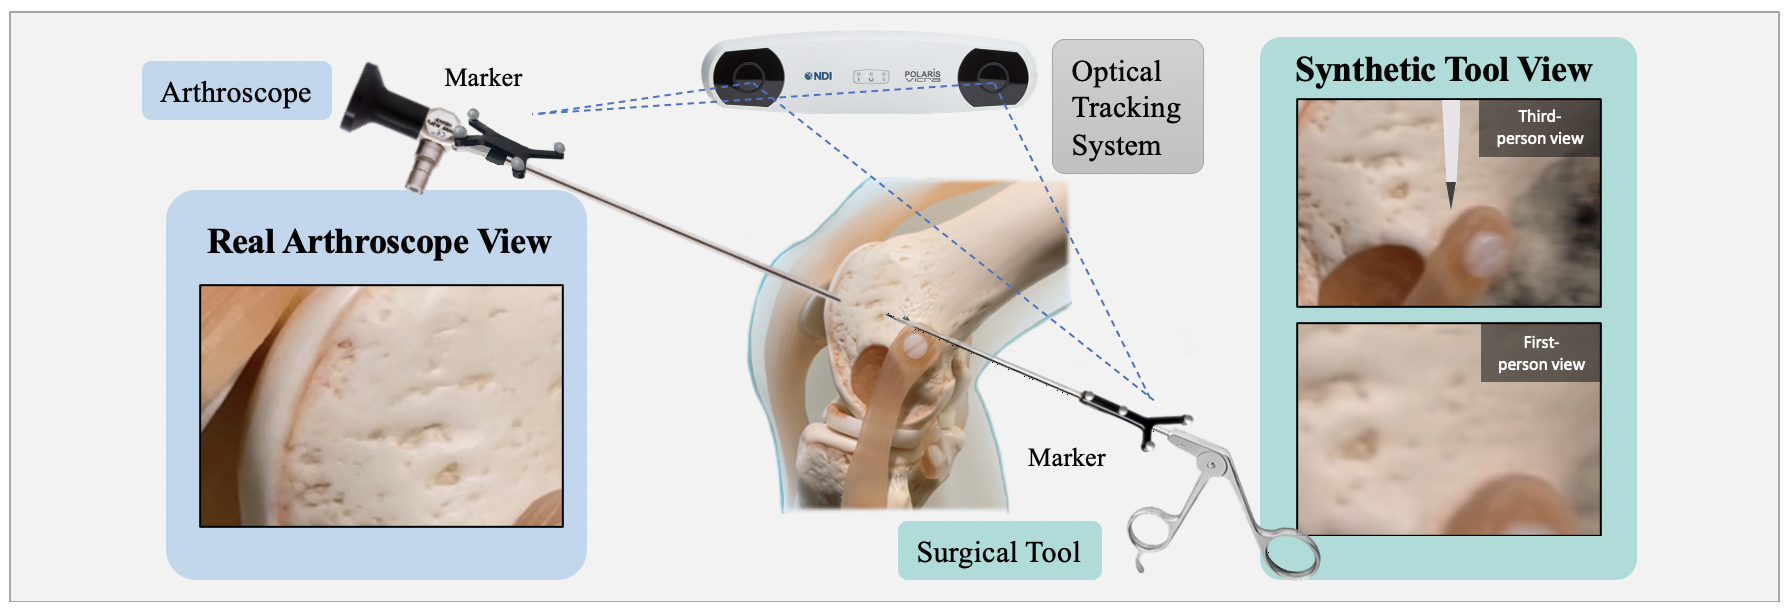 Arthroscope
Marker
NDI
POLARIS
VICRA
Optical
Tracking
System
Synthetic Tool View
Third-
person view
Real Arthroscope View
First-
person view
Marker
Surgical Tool